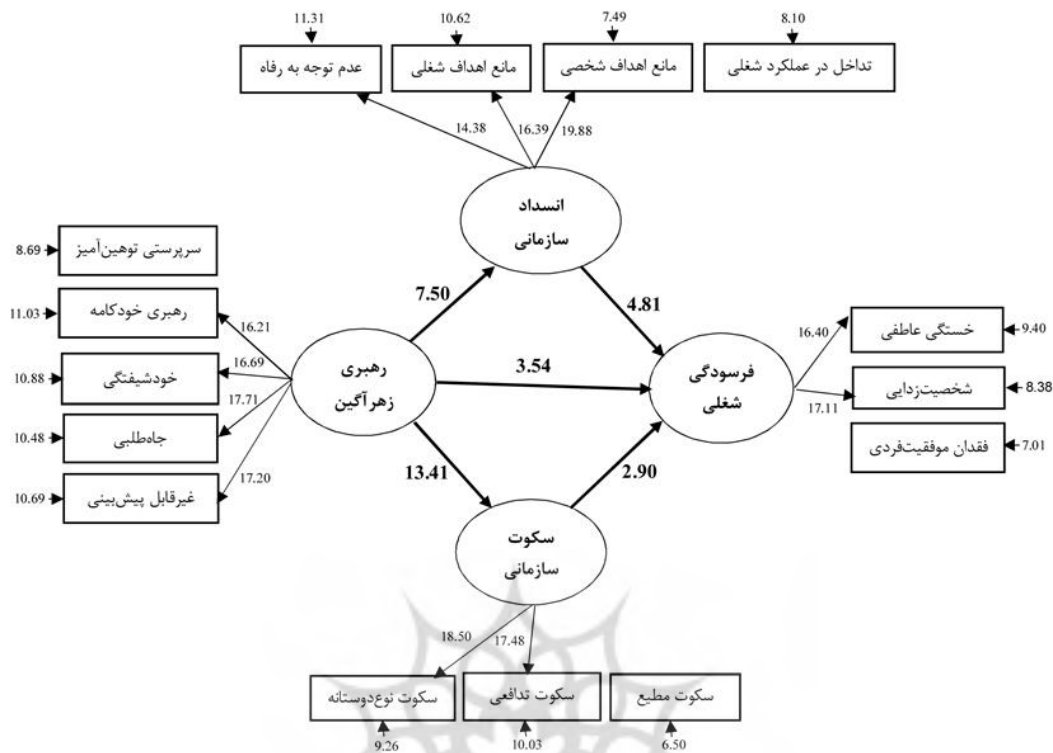 11.31
10.62
7.49
8.10
عدم توجه به رفاه
مانع اهداف شغلی
مانع اهداف شخصی
تداخل در عملکرد شغلی
14.38
16.39
19.88
انسداد
سازمانی
8.69
سرپرستی توهین‌آمیز
11.03
رهبری خودکامه
10.88
خودشیفتگی
10.48
جاه‌طلبی
10.69
غیرقابل پیش‌بینی
16.21
16.69
17.71
17.20
رهبری
زهرآگین
7.50
4.81
3.54
13.41
2.90
فرسودگی
شغلی
16.40
17.11
خستگی عاطفی
9.40
شخصیت‌زدایی
8.38
فقدان موفقیت‌فردی
7.01
سکوت
سازمانی
18.50
17.48
سکوت نوع‌دوستانه
سکوت تدافعی
سکوت مطیع
9.26
10.03
6.50